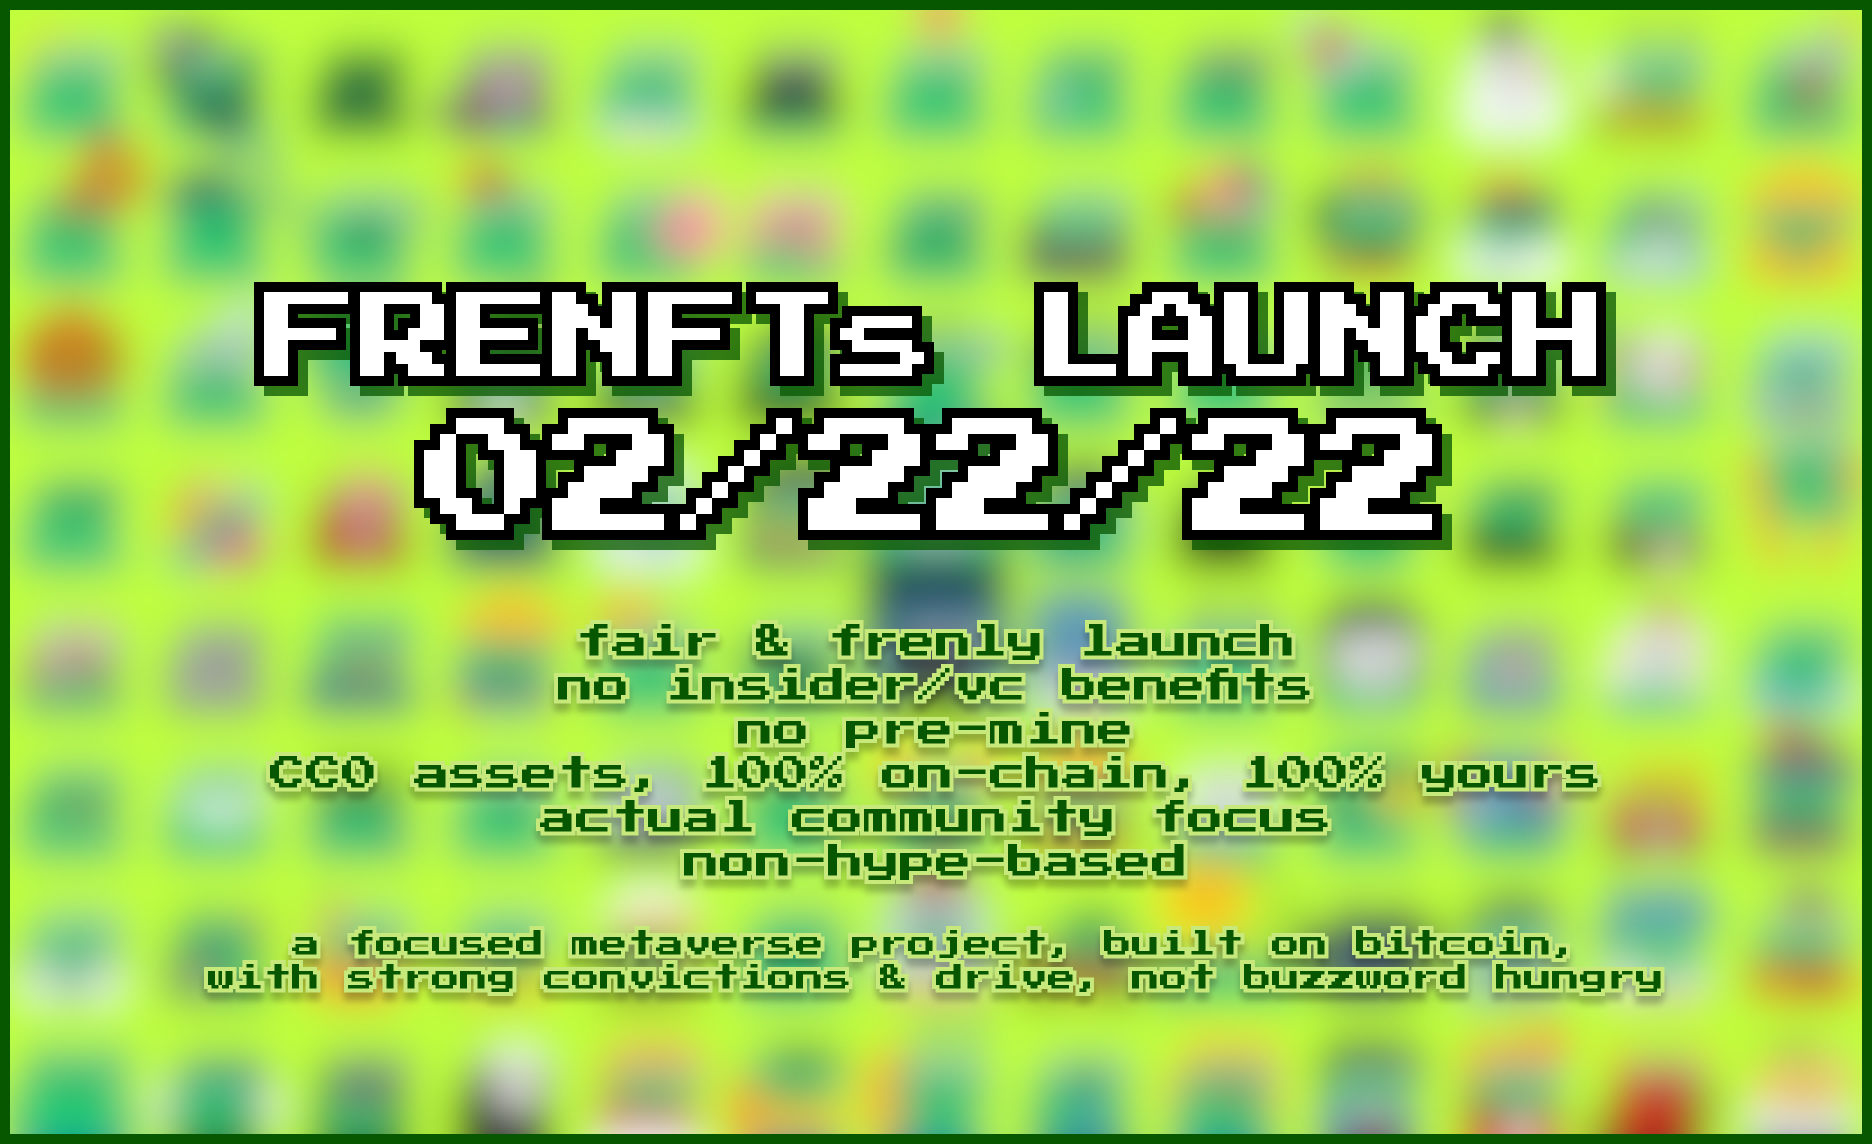 FRENFTs LAUNCH
02/22/22
fair & frenly launch
no insider/vc benefits
no pre-mine
CC0 assets, 100% on-chain, 100% yours
actual community focus
non-hype-based
a focused metaverse project, built on bitcoin,
with strong convictions & drive, not buzzword hungry